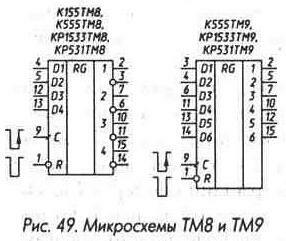 К155ТМ8,
К555ТМ8,
КР1533ТМ8,
КР531ТМ8
4 D1 RG 1 2
5 D2 3
12 D3 2 7
13 D4 6
3 10
11
9 C 4 15
14
1 R
К555ТМ9,
КР1533ТМ9,
КР531ТМ9
3 D1 RG 1 2
4 D2 2 5
6 D3 3 7
11 D4 4 10
13 D5 5 12
14 D6 6 15
9 C
1 R
Рис. 49. Микросхемы ТМ8 и ТМ9